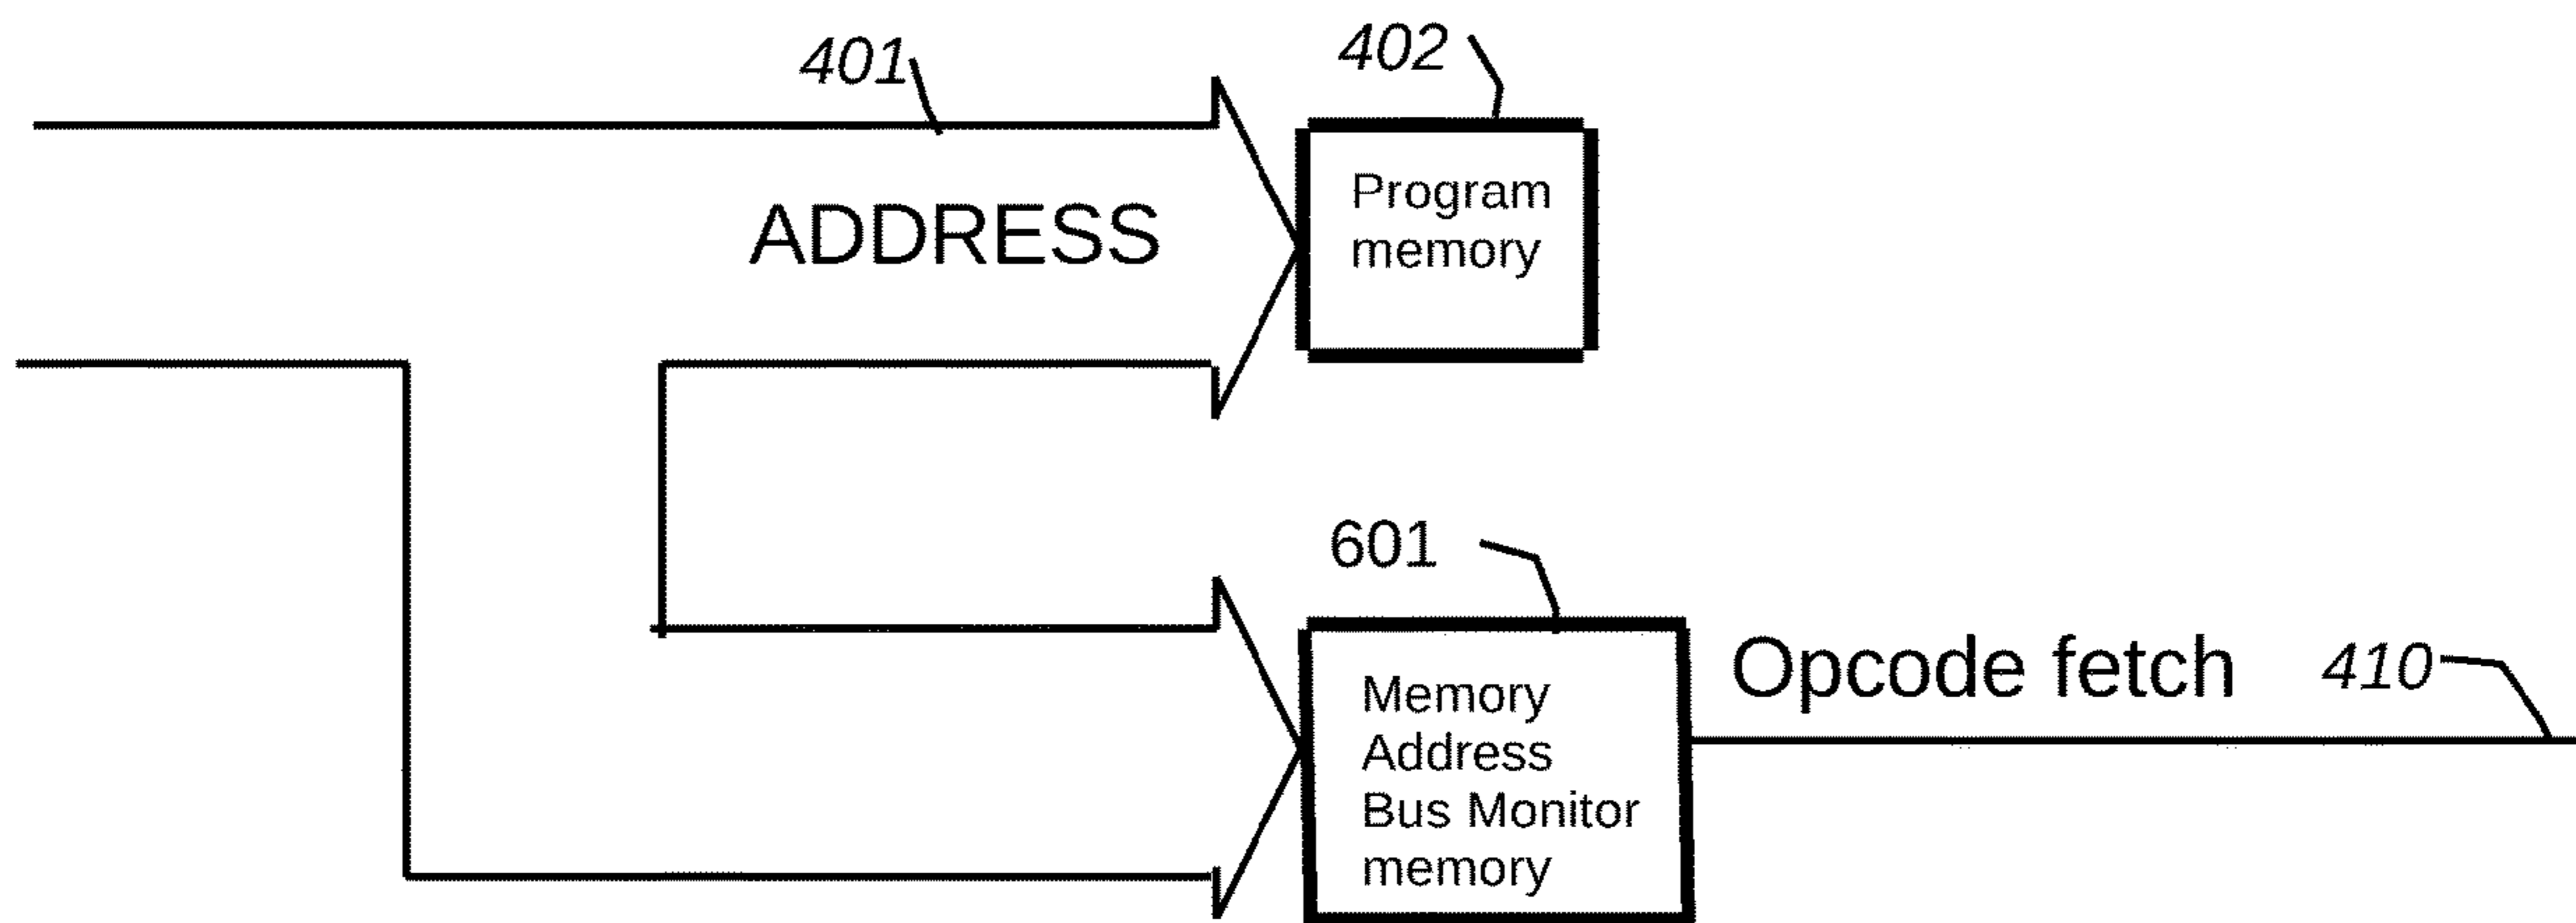 401
402
ADDRESS
Program
memory
601
Memory
Address
Bus Monitor
memory
Opcode fetch
410